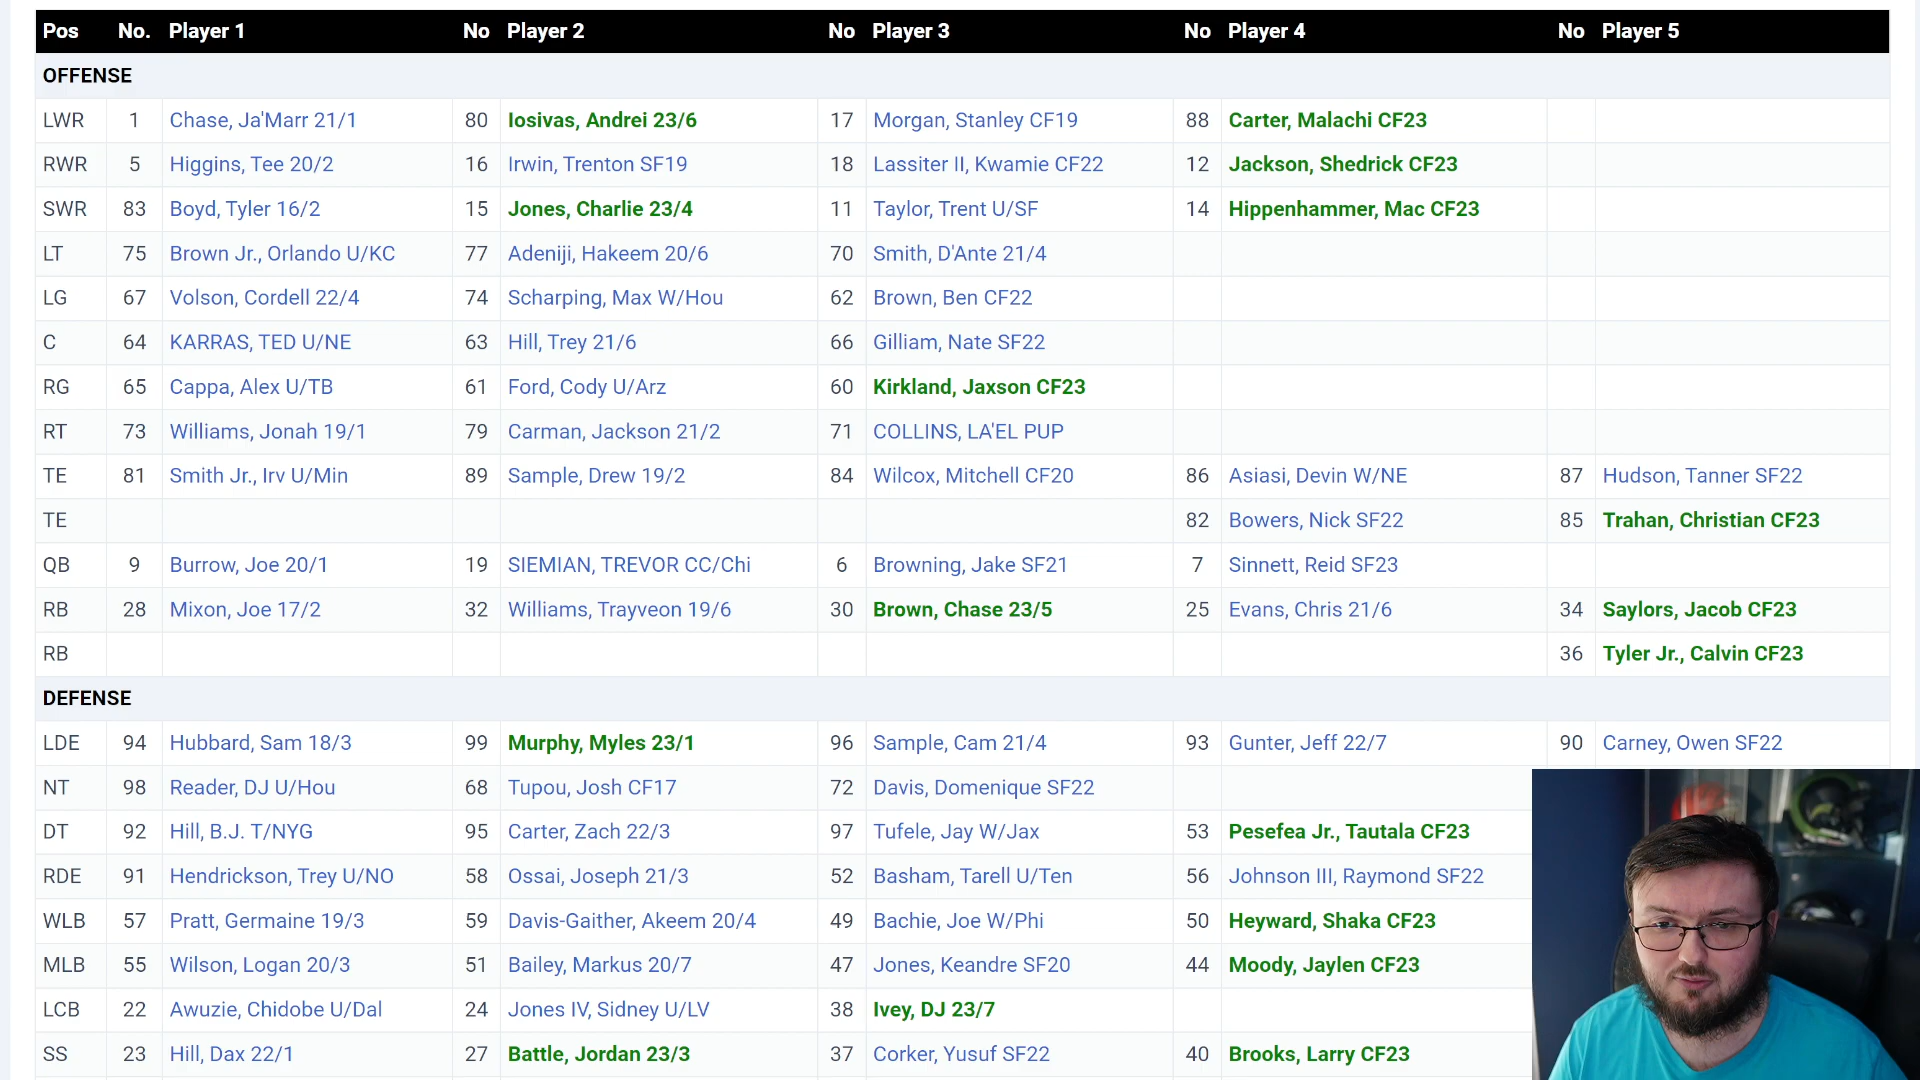 Pos No. Player 1 No Player 2 No Player 3 No Player 4 No Player 5
OFFENSE
LWR 1 Chase, Ja'Marr 21/1 80 Iosivas, Andrei 23/6 17 Morgan, Stanley CF19 88 Carter, Malachi CF23
RWR 5 Higgins, Tee 20/2 16 Irwin, Trenton SF19 18 Lassiter II, Kwamie CF22 12 Jackson, Shedrick CF23
SWR 83 Boyd, Tyler 16/2 15 Jones, Charlie 23/4 11 Taylor, Trent U/SF 14 Hippenhammer, Mac CF23
LT 75 Brown Jr., Orlando U/KC 77 Adeniji, Hakeem 20/6 70 Smith, D'Ante 21/4
LG 67 Volson, Cordell 22/4 74 Scharping, Max W/Hou 62 Brown, Ben CF22
C 64 KARRAS, TED U/NE 63 Hill, Trey 21/6 66 Gilliam, Nate SF22
RG 65 Cappa, Alex U/TB 61 Ford, Cody U/Arz 60 Kirkland, Jaxson CF23
RT 73 Williams, Jonah 19/1 79 Carman, Jackson 21/2 71 COLLINS, LA'EL PUP
TE 81 Smith Jr., Irv U/Min 89 Sample, Drew 19/2 84 Wilcox, Mitchell CF20 86 Asiasi, Devin W/NE 87 Hudson, Tanner SF22
TE 82 Bowers, Nick SF22 85 Trahan, Christian CF23
QB 9 Burrow, Joe 20/1 19 SIEMIAN, TREVOR CC/Chi 6 Browning, Jake SF21 7 Sinnett, Reid SF23
RB 28 Mixon, Joe 17/2 32 Williams, Trayveon 19/6 30 Brown, Chase 23/5 25 Evans, Chris 21/6 34 Saylors, Jacob CF23
RB 36 Tyler Jr., Calvin CF23
DEFENSE
LDE 94 Hubbard, Sam 18/3 99 Murphy, Myles 23/1 96 Sample, Cam 21/4 93 Gunter, Jeff 22/7 90 Carney, Owen SF22
NT 98 Reader, DJ U/Hou 68 Tupou, Josh CF17 72 Davis, Domenique SF22
DT 92 Hill, B.J. T/NYG 95 Carter, Zach 22/3 97 Tufele, Jay W/Jax 53 Pesefea Jr., Tautala CF23
RDE 91 Hendrickson, Trey U/NO 58 Ossai, Joseph 21/3 52 Basham, Tarell U/Ten 56 Johnson III, Raymond SF22
WLB 57 Pratt, Germaine 19/3 59 Davis-Gaither, Akeem 20/4 49 Bachie, Joe W/Phi 50 Heyward, Shaka CF23
MLB 55 Wilson, Logan 20/3 51 Bailey, Markus 20/7 47 Jones, Keandre SF20 44 Moody, Jaylen CF23
LCB 22 Awuzie, Chidobe U/Dal 24 Jones IV, Sidney U/LV 38 Ivey, DJ 23/7
SS 23 Hill, Dax 22/1 27 Battle, Jordan 23/3 37 Corker, Yusuf SF22 40 Brooks, Larry CF23